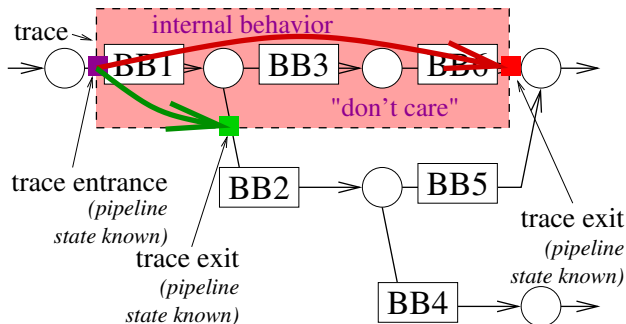 internal behavior
trace
BB1
BB3
BB6
"don't care"
trace entrance
(pipeline
state known)
BB2
BB5
trace exit
(pipeline
state known)
trace exit
(pipeline
state known)
BB4